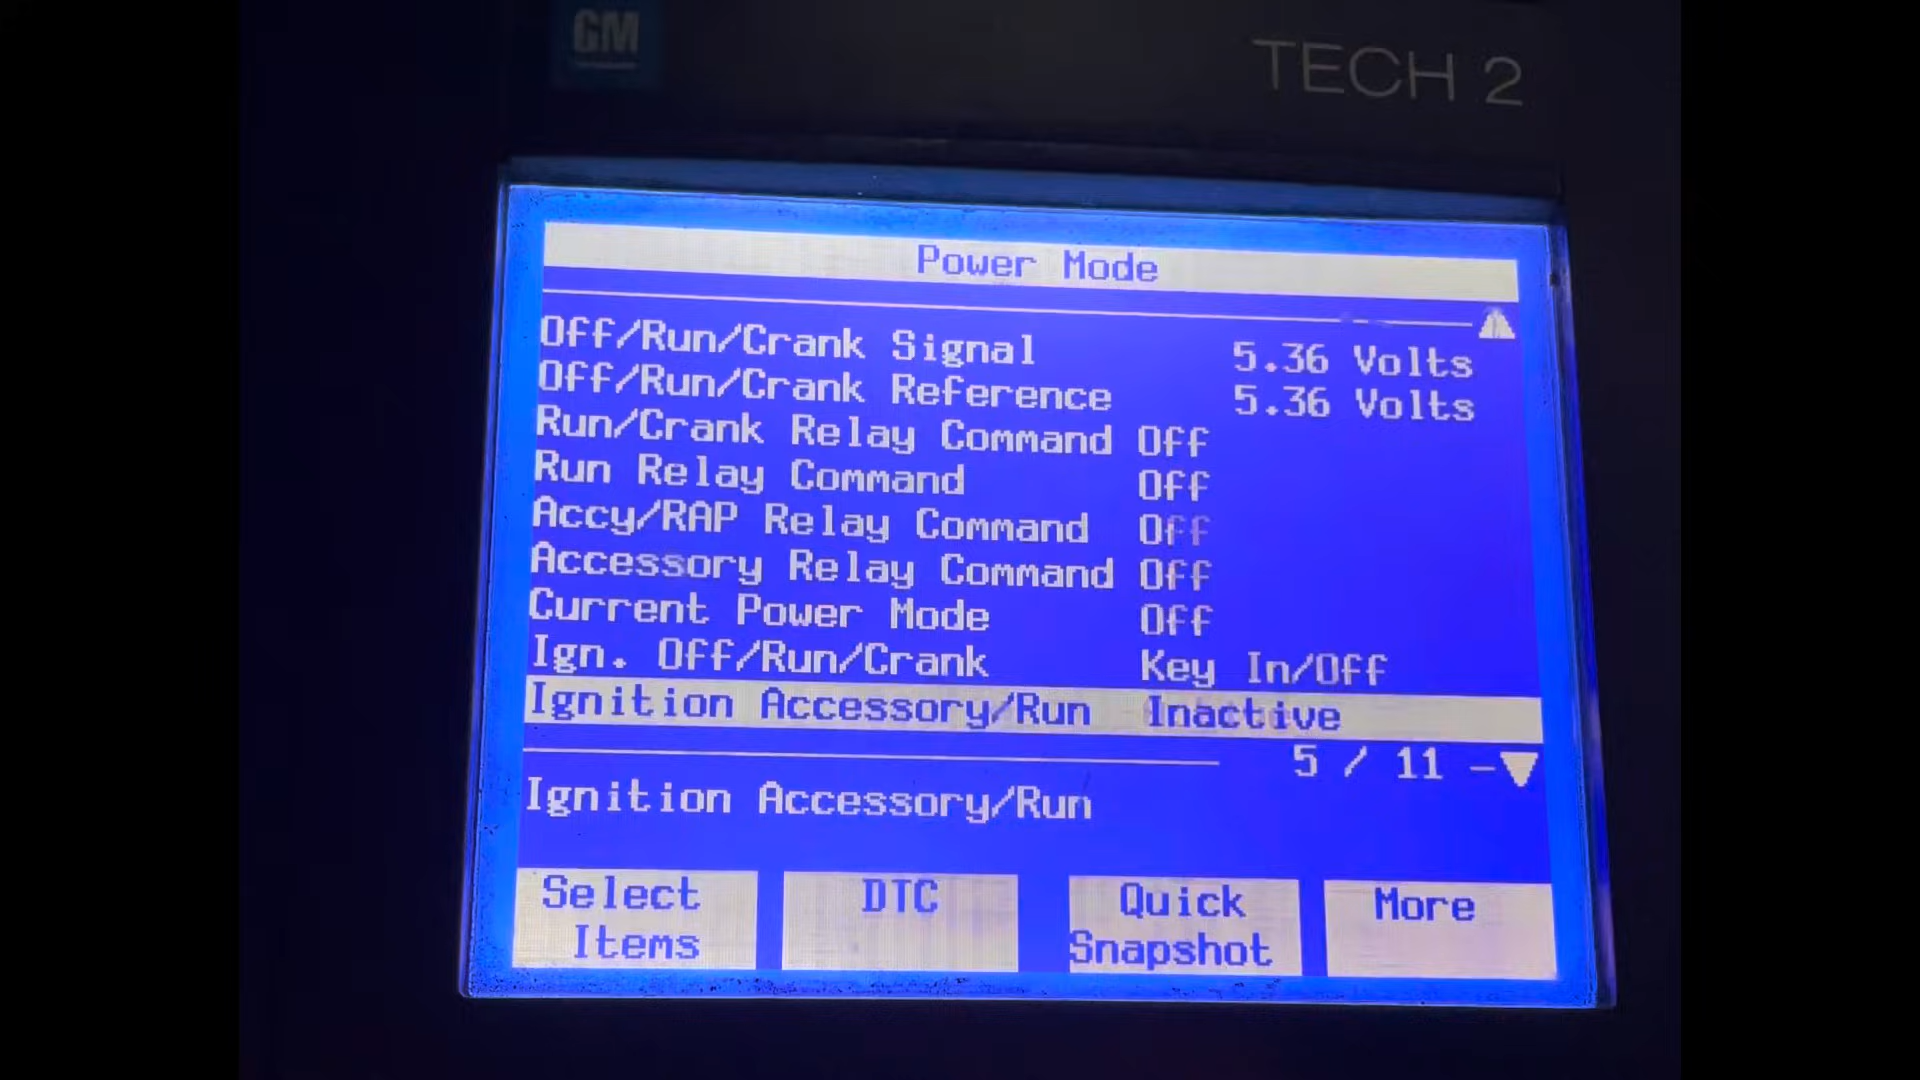 GM
TECH 2
Power Mode
Off/Run/Crank Signal 5.36 Volts
Off/Run/Crank Reference 5.36 Volts
Run/Crank Relay Command Off
Run Relay Command Off
Accy/RAP Relay Command Off
Accessory Relay Command Off
Current Power Mode Off
Ign. Off/Run/Crank Key In/Off
Ignition Accessory/Run Inactive
5 / 11
Ignition Accessory/Run
Select Items
DTC
Quick Snapshot
More